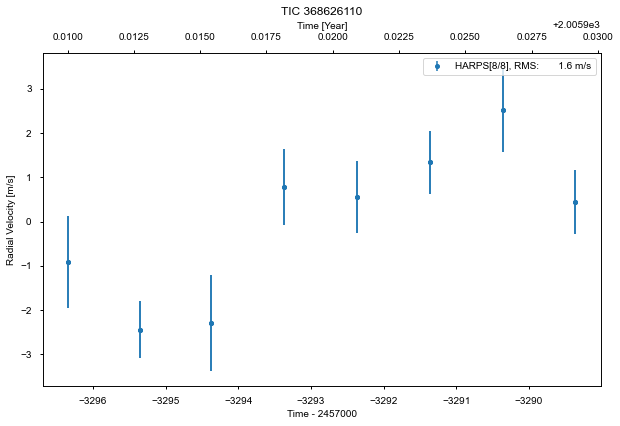 TIC 368626110
Time [Year]
+2.0059e3
0.0100 0.0125 0.0150 0.0175 0.0200 0.0225 0.0250 0.0275 0.0300
HARPS[8/8], RMS: 1.6 m/s
3
2
1
0
−1
−2
−3
Radial Velocity [m/s]
−3296 −3295 −3294 −3293 −3292 −3291 −3290
Time - 2457000